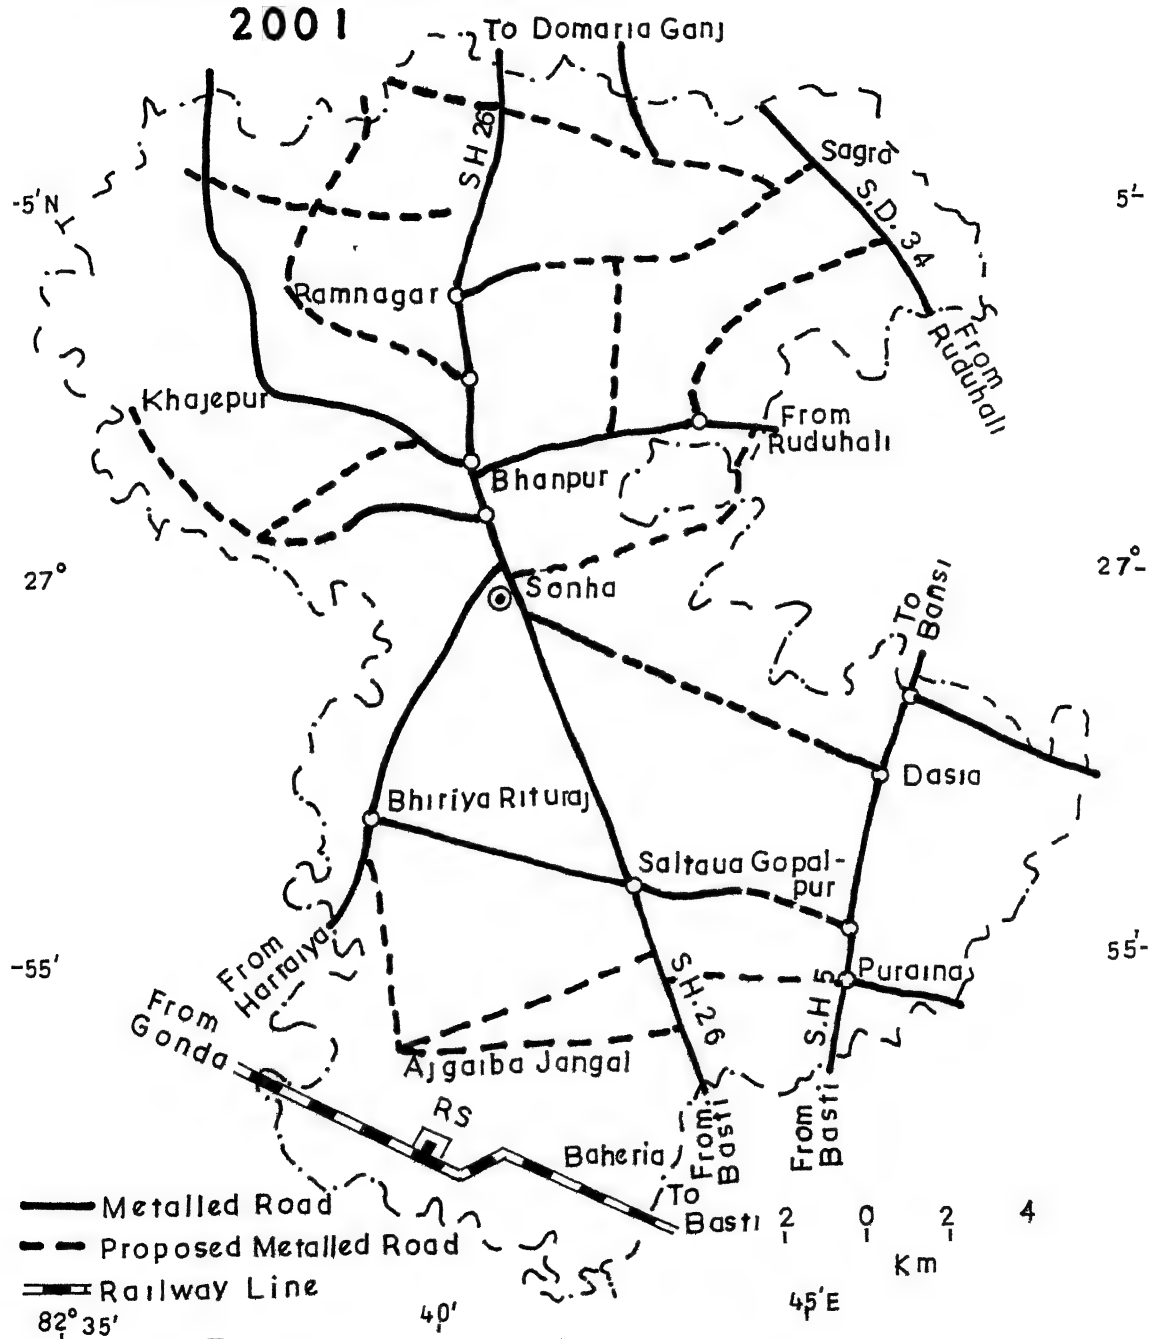 2001
To Domaria Ganj
SH 26
Sagra
-5'N
5'-
S.D. 34
Ramnagar
From
Ruduhali
Khajepur
From
Ruduhali
Bhanpur
27°
27°-
Sonha
To
Bansi
Dasia
Bhiriya Rituraj
Saltaua Gopal-
pur
-55'
55'-
From
Harraiya
S.H.26
Puraina
S.H 5
From
Gonda
Ajgaiba Jangal
RS
Baheria
From
Basti
From
Basti
To
Basti
Metalled Road
Proposed Metalled Road
Railway Line
2 0 2 4
Km
82° 35'
40'
45'E